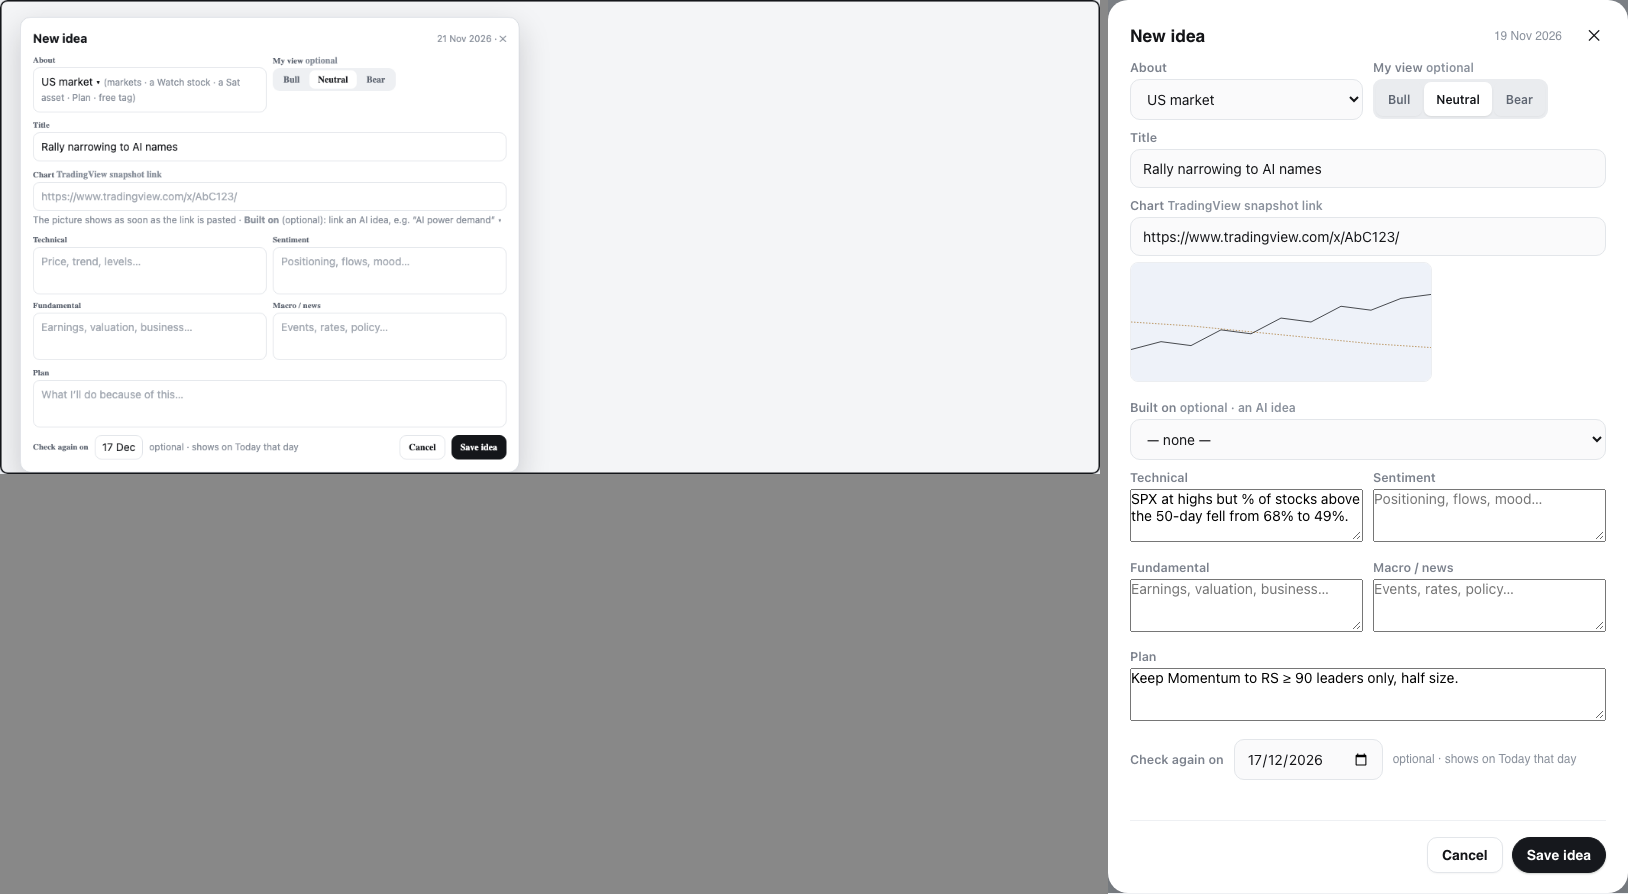 New idea
21 Nov 2026 · ×
About
My view optional
US market ▾ (markets · a Watch stock · a Sat
asset · Plan · free tag)
Bull Neutral Bear
Title
Rally narrowing to AI names
Chart TradingView snapshot link
https://www.tradingview.com/x/AbC123/
The picture shows as soon as the link is pasted · Built on (optional): link an AI idea, e.g. "AI power demand" ▾
Technical
Sentiment
Price, trend, levels...
Positioning, flows, mood...
Fundamental
Macro / news
Earnings, valuation, business...
Events, rates, policy...
Plan
What I'll do because of this...
Check again on 17 Dec optional · shows on Today that day
Cancel
Save idea
New idea
19 Nov 2026
About
My view optional
US market
Bull Neutral Bear
Title
Rally narrowing to AI names
Chart TradingView snapshot link
https://www.tradingview.com/x/AbC123/
Built on optional · an AI idea
— none —
Technical
Sentiment
SPX at highs but % of stocks above
the 50-day fell from 68% to 49%.
Positioning, flows, mood...
Fundamental
Macro / news
Earnings, valuation, business...
Events, rates, policy...
Plan
Keep Momentum to RS ≥ 90 leaders only, half size.
Check again on 17/12/2026 optional · shows on Today that day
Cancel
Save idea